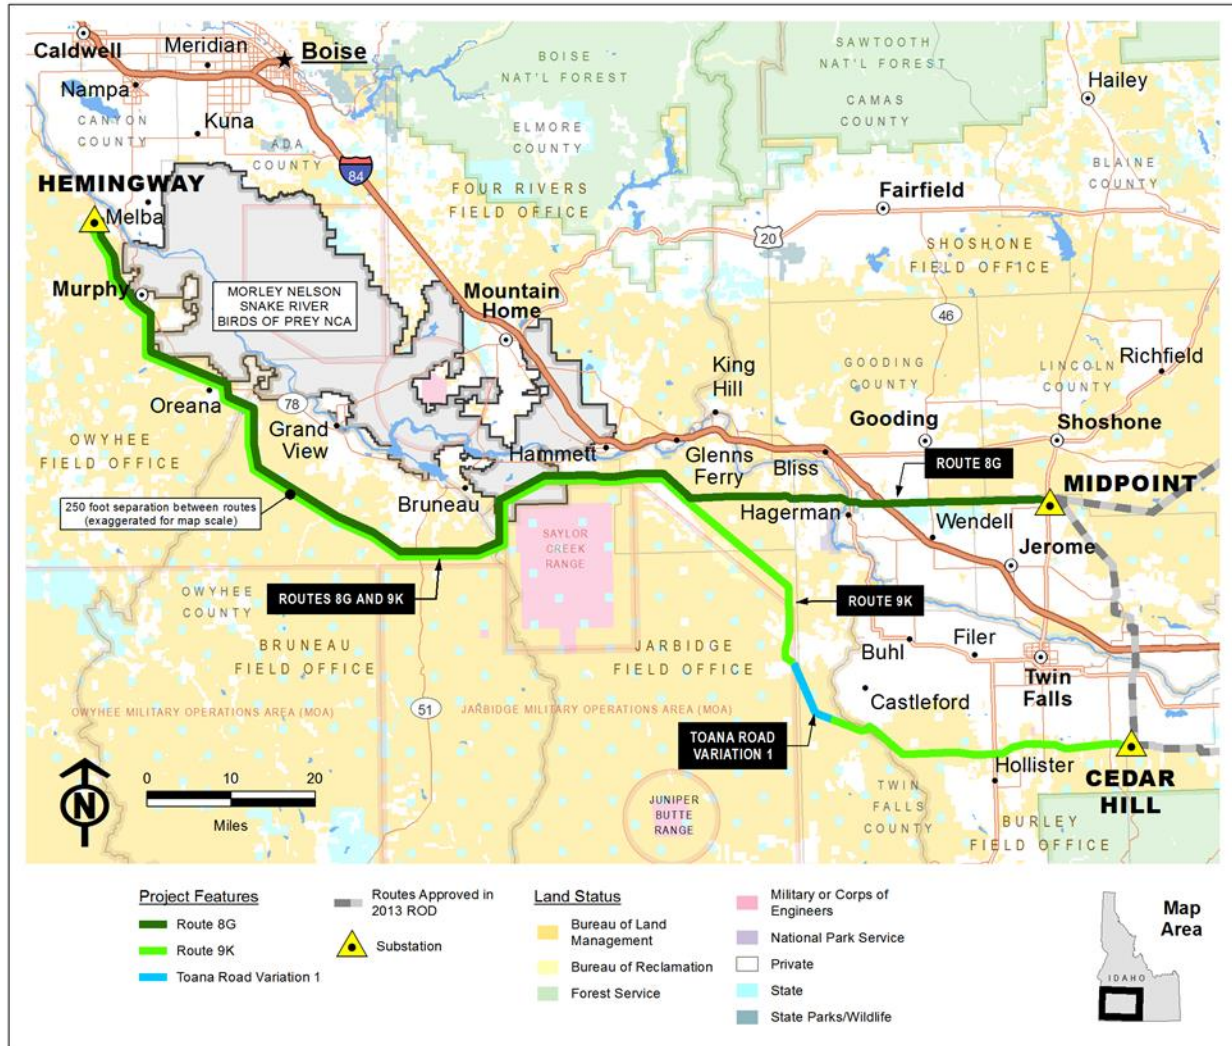 Caldwell
Meridian
Boise
Nampa
CANYON
COUNTY
Kuna
ADA
COUNTY
84
BOISE
NAT'L FOREST
ELMORE
COUNTY
SAWTOOTH
NAT'L FOREST
CAMAS
COUNTY
Hailey
BLAINE
COUNTY
HEMINGWAY
Melba
FOUR RIVERS
FIELD OFFICE
Fairfield
20
SHOSHONE
FIELD OFFICE
Murphy
MORLEY NELSON
SNAKE RIVER
BIRDS OF PREY NCA
Mountain
Home
46
King
Hill
GOODING
COUNTY
LINCOLN
COUNTY
Richfield
Oreana
78
Grand
View
OWYHEE
FIELD OFFICE
Hammett
Glenns
Ferry
Bliss
Gooding
Shoshone
ROUTE 8G
MIDPOINT
250 foot separation between routes
(exaggerated for map scale)
Bruneau
Hagerman
Wendell
SAYLOR
CREEK
RANGE
Jerome
OWYHEE
COUNTY
ROUTES 8G AND 9K
ROUTE 9K
BRUNEAU
FIELD OFFICE
JARBIDGE
FIELD OFFICE
Buhl
Filer
Twin
Falls
Castleford
OWYHEE MILITARY OPERATIONS AREA (MOA)
51
JARBIDGE MILITARY OPERATIONS AREA (MOA)
TOANA ROAD
VARIATION 1
Hollister
CEDAR
HILL
N
0 10 20
Miles
JUNIPER
BUTTE
RANGE
TWIN
FALLS
COUNTY
BURLEY
FIELD OFFICE
Project Features
Route 8G
Route 9K
Toana Road Variation 1
Routes Approved in
2013 ROD
Substation
Land Status
Bureau of Land
Management
Bureau of Reclamation
Forest Service
Military or Corps of
Engineers
National Park Service
Private
State
State Parks/Wildlife
IDAHO
Map
Area